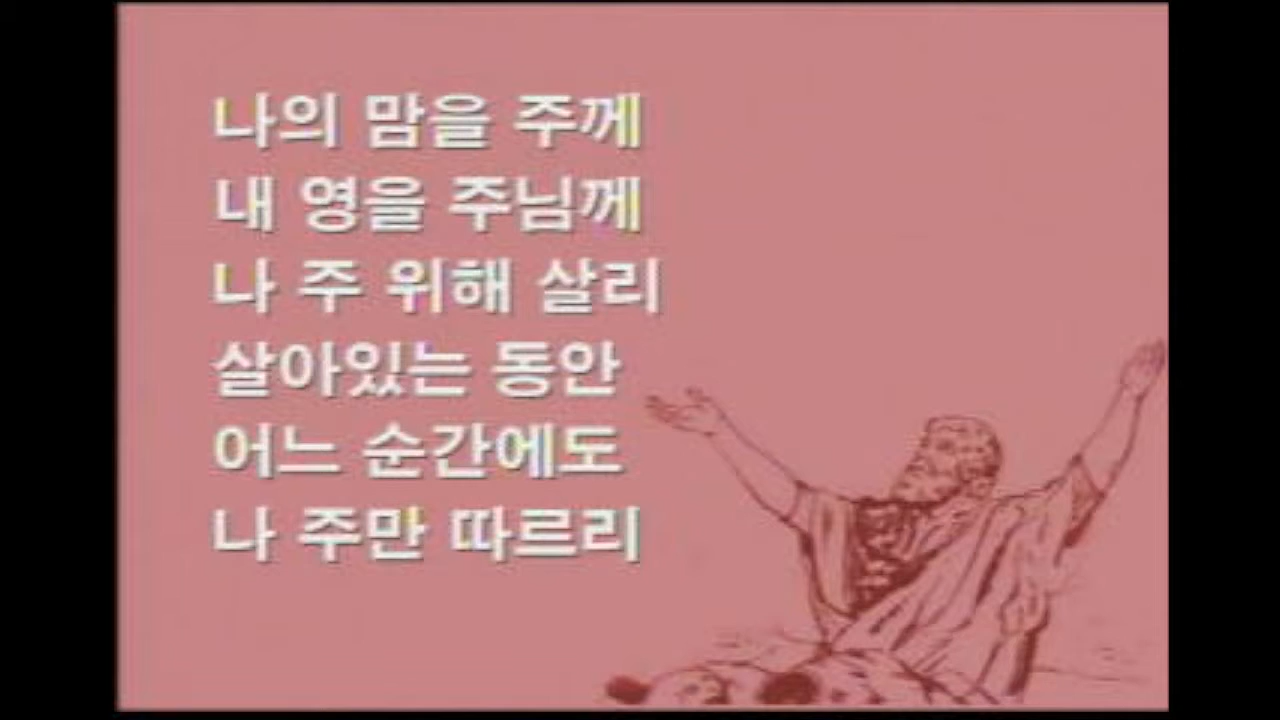 나의 맘을 주께
내 영을 주님께
나 주 위해 살리
살아있는 동안
어느 순간에도
나 주만 따르리